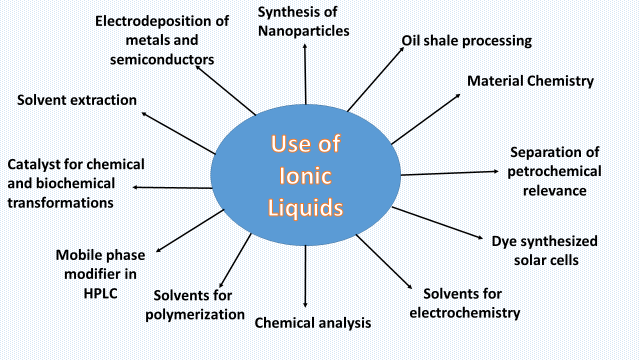 Synthesis of
Nanoparticles
Electrodeposition of
metals and
semiconductors
Oil shale processing
Material Chemistry
Solvent extraction
Use of
Ionic
Liquids
Separation of
petrochemical
relevance
Catalyst for chemical
and biochemical
transformations
Dye synthesized
solar cells
Mobile phase
modifier in
HPLC
Solvents for
polymerization
Chemical analysis
Solvents for
electrochemistry